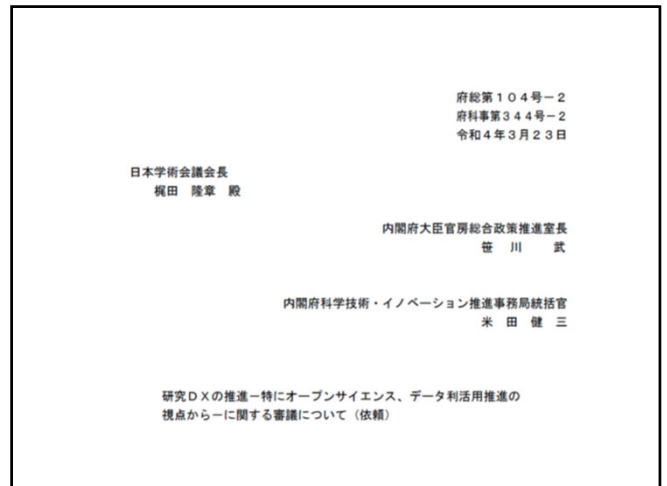 府総第１０４号－２
府科事第３４４号－２
令和４年３月２３日
日本学術会議会長
梶田　隆章　殿
内閣府大臣官房総合政策推進室長
笹　川　　武
内閣府科学技術・イノベーション推進事務局統括官
米　田　健　三
研究ＤＸの推進－特にオープンサイエンス、データ利活用推進の
視点から－に関する審議について（依頼）